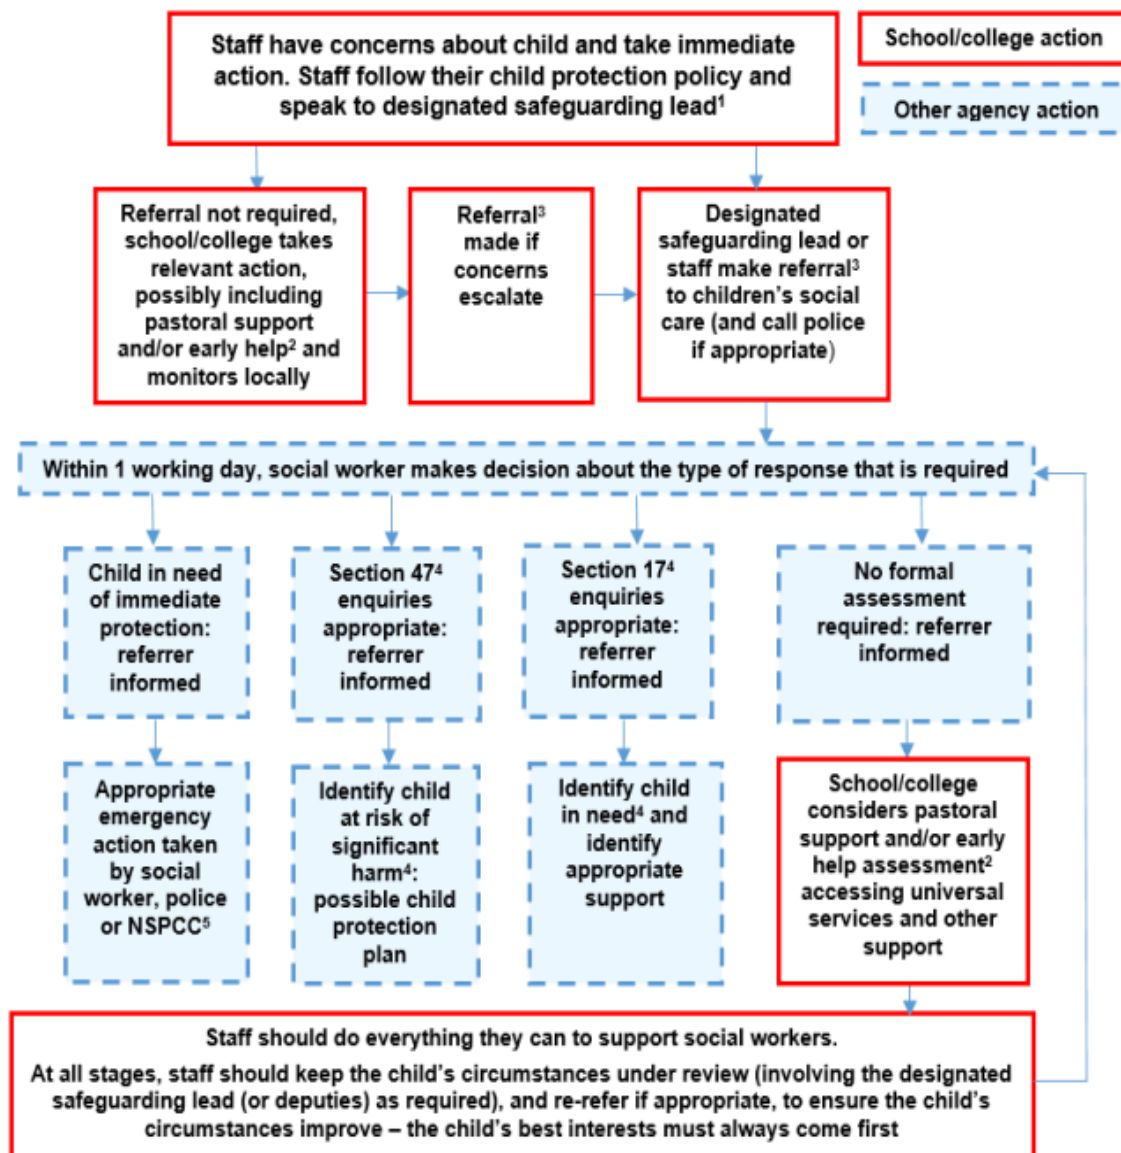 Staff have concerns about child and take immediate
action. Staff follow their child protection policy and
speak to designated safeguarding lead¹
School/college action
Other agency action
Referral not required,
school/college takes
relevant action,
possibly including
pastoral support
and/or early help² and
monitors locally
Referral³
made if
concerns
escalate
Designated
safeguarding lead or
staff make referral³
to children's social
care (and call police
if appropriate)
Within 1 working day, social worker makes decision about the type of response that is required
Child in need
of immediate
protection:
referrer
informed
Section 47⁴
enquiries
appropriate:
referrer
informed
Section 17⁴
enquiries
appropriate:
referrer
informed
No formal
assessment
required: referrer
informed
Appropriate
emergency
action taken
by social
worker, police
or NSPCC⁵
Identify child
at risk of
significant
harm⁴:
possible child
protection
plan
Identify child
in need⁴ and
identify
appropriate
support
School/college
considers pastoral
support and/or early
help assessment²
accessing universal
services and other
support
Staff should do everything they can to support social workers.
At all stages, staff should keep the child's circumstances under review (involving the designated
safeguarding lead (or deputies) as required), and re-refer if appropriate, to ensure the child's
circumstances improve – the child's best interests must always come first